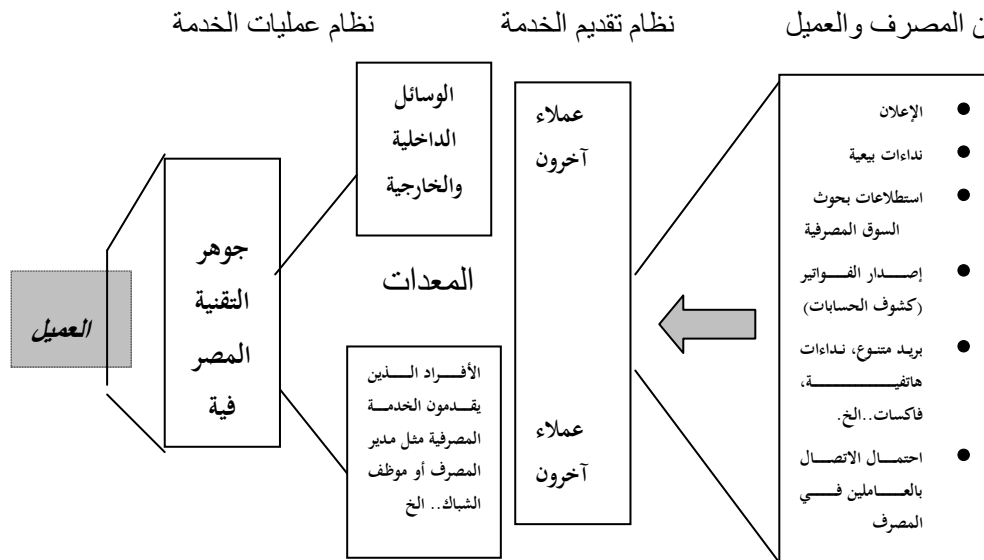 ن المصرف والعميل
نظام تقديم الخدمة
نظام عمليات الخدمة
الإعلان
نداءات بيعية
استطلاعات بحوث
السوق المصرفية
إصدار الفواتير
(كشوف الحسابات)
بريد متنوع، نداءات
هاتفية،
فاكسات..الخ.
احتمال الاتصال
بالعاملين في
المصرف
عملاء
آخرون
عملاء
آخرون
الوسائل
الداخلية
والخارجية
المعدات
الأفراد الذين
يقدمون الخدمة
المصرفية مثل مدير
المصرف أو موظف
الشباك.. الخ
جوهر
التقنية
المصر
فية
العميل